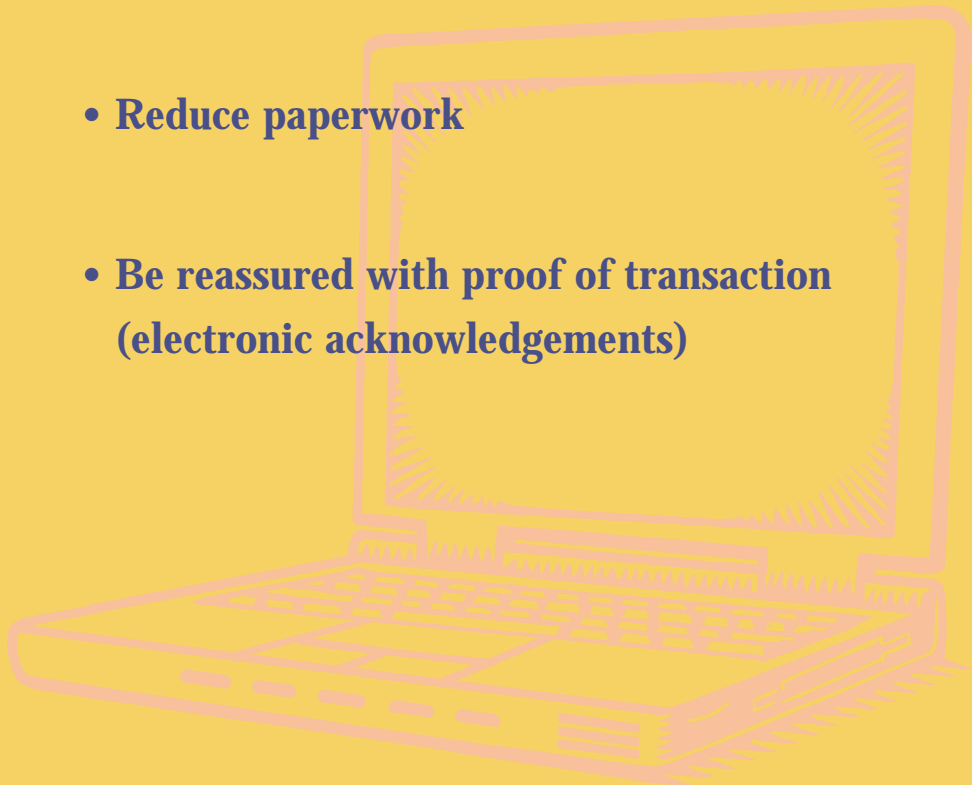 • Reduce paperwork
• Be reassured with proof of transaction
(electronic acknowledgements)